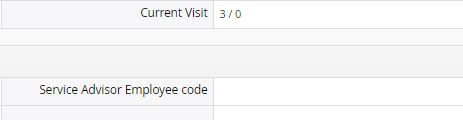 Current Visit 3 / 0
Service Advisor Employee code